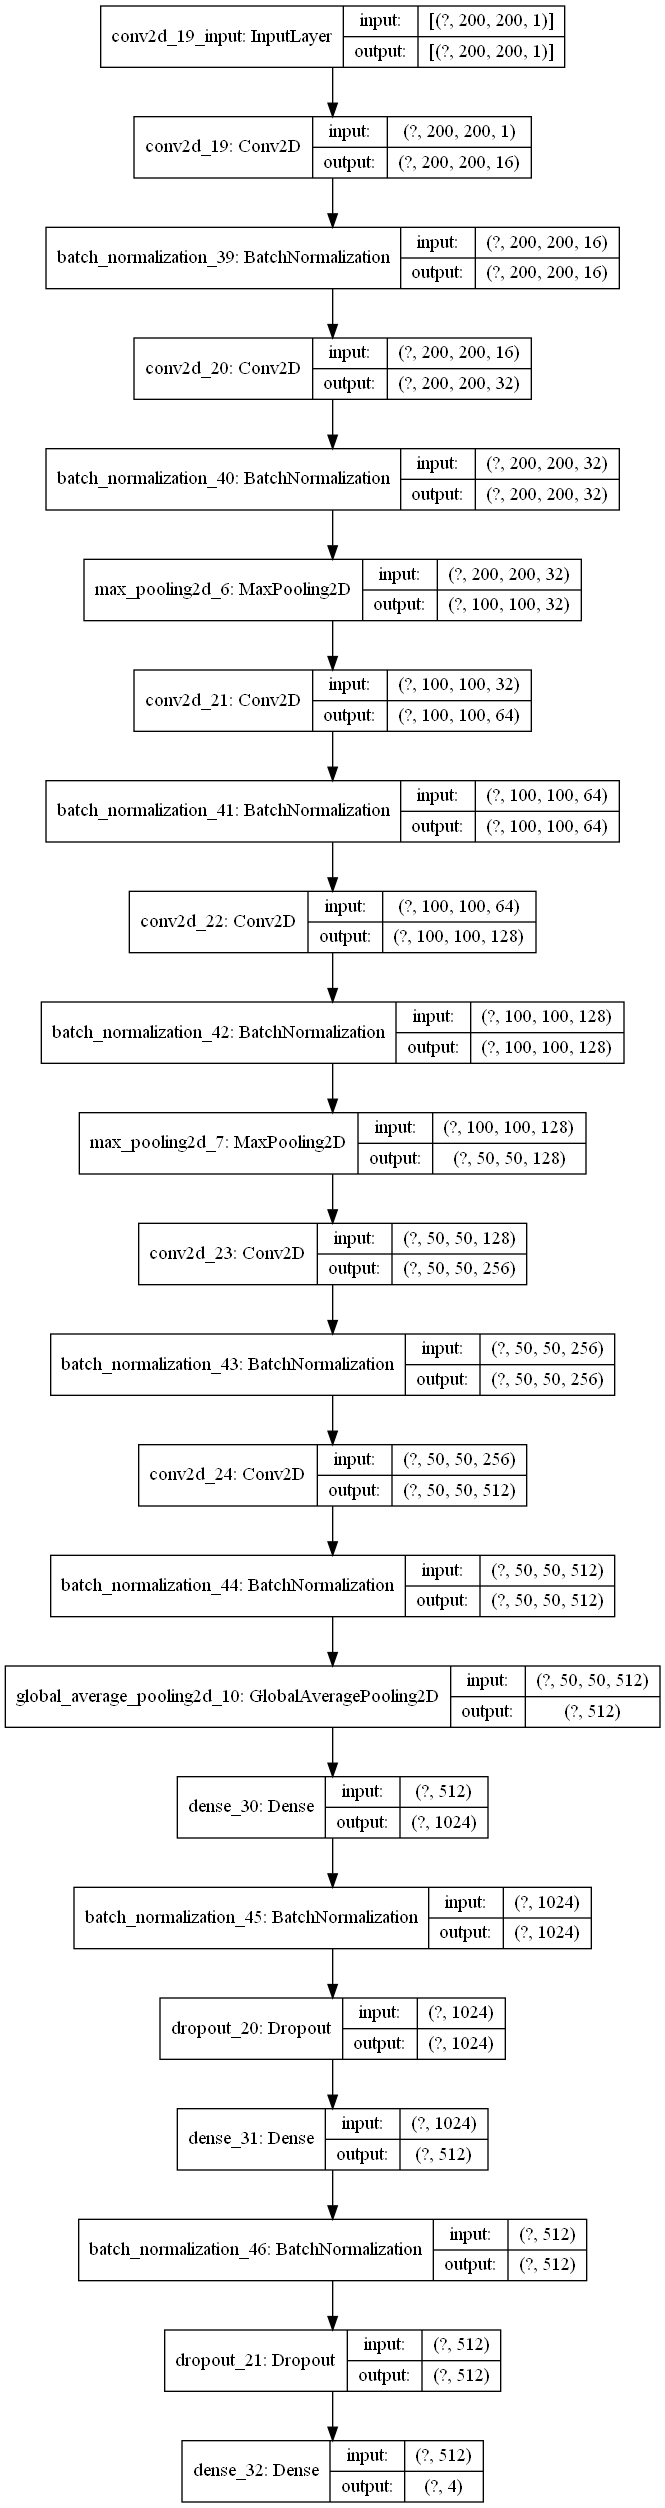 conv2d_19_input: InputLayer input: [(?, 200, 200, 1)]
output: [(?, 200, 200, 1)]
conv2d_19: Conv2D input: (?, 200, 200, 1)
output: (?, 200, 200, 16)
batch_normalization_39: BatchNormalization input: (?, 200, 200, 16)
output: (?, 200, 200, 16)
conv2d_20: Conv2D input: (?, 200, 200, 16)
output: (?, 200, 200, 32)
batch_normalization_40: BatchNormalization input: (?, 200, 200, 32)
output: (?, 200, 200, 32)
max_pooling2d_6: MaxPooling2D input: (?, 200, 200, 32)
output: (?, 100, 100, 32)
conv2d_21: Conv2D input: (?, 100, 100, 32)
output: (?, 100, 100, 64)
batch_normalization_41: BatchNormalization input: (?, 100, 100, 64)
output: (?, 100, 100, 64)
conv2d_22: Conv2D input: (?, 100, 100, 64)
output: (?, 100, 100, 128)
batch_normalization_42: BatchNormalization input: (?, 100, 100, 128)
output: (?, 100, 100, 128)
max_pooling2d_7: MaxPooling2D input: (?, 100, 100, 128)
output: (?, 50, 50, 128)
conv2d_23: Conv2D input: (?, 50, 50, 128)
output: (?, 50, 50, 256)
batch_normalization_43: BatchNormalization input: (?, 50, 50, 256)
output: (?, 50, 50, 256)
conv2d_24: Conv2D input: (?, 50, 50, 256)
output: (?, 50, 50, 512)
batch_normalization_44: BatchNormalization input: (?, 50, 50, 512)
output: (?, 50, 50, 512)
global_average_pooling2d_10: GlobalAveragePooling2D input: (?, 50, 50, 512)
output: (?, 512)
dense_30: Dense input: (?, 512)
output: (?, 1024)
batch_normalization_45: BatchNormalization input: (?, 1024)
output: (?, 1024)
dropout_20: Dropout input: (?, 1024)
output: (?, 1024)
dense_31: Dense input: (?, 1024)
output: (?, 512)
batch_normalization_46: BatchNormalization input: (?, 512)
output: (?, 512)
dropout_21: Dropout input: (?, 512)
output: (?, 512)
dense_32: Dense input: (?, 512)
output: (?, 4)